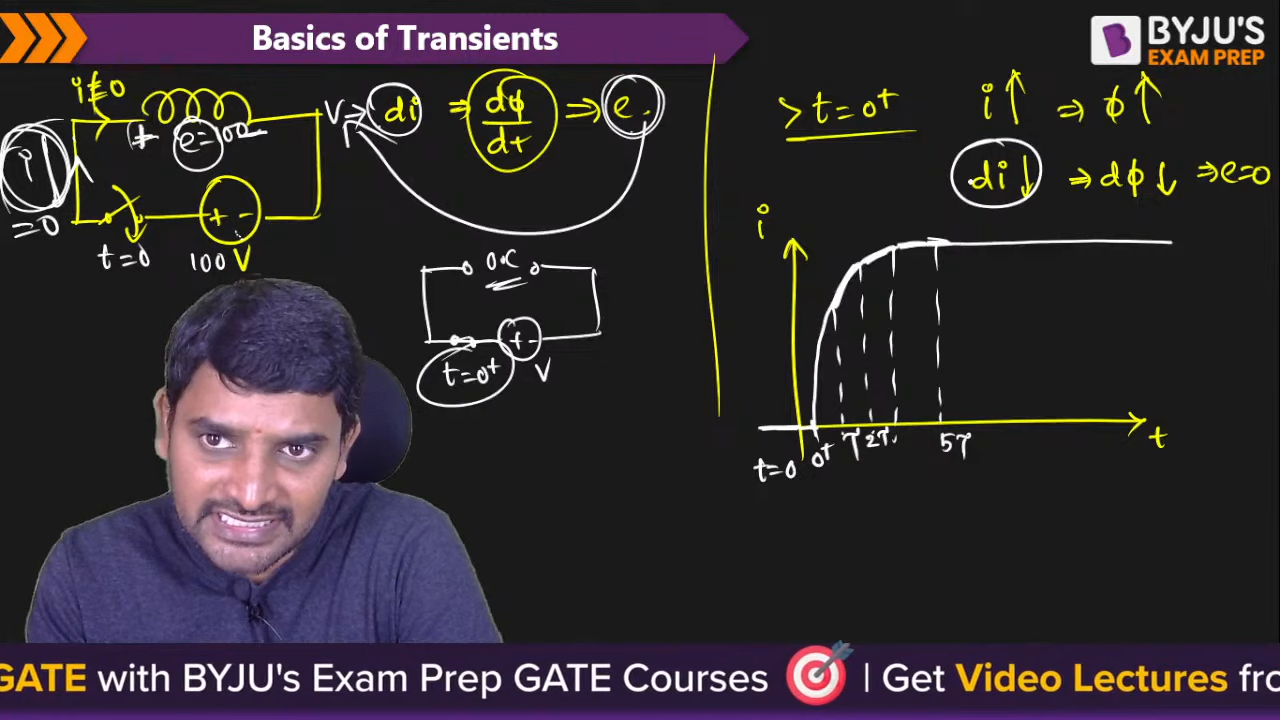 Basics of Transients
BYJU'S
EXAM PREP
i≠0
V ⇒ di ⇒ dϕ/dt ⇒ e.
+ e=100 -
i
=0
+ -
t=0 100 V
O.C
+ -
t=0⁺ V
> t=0⁺ i↑ ⇒ ϕ↑
di↓ ⇒ dϕ↓ ⇒ e=0
i
t
t=0 0⁺ τ 2τ 5τ
GATE with BYJU's Exam Prep GATE Courses | Get Video Lectures fro